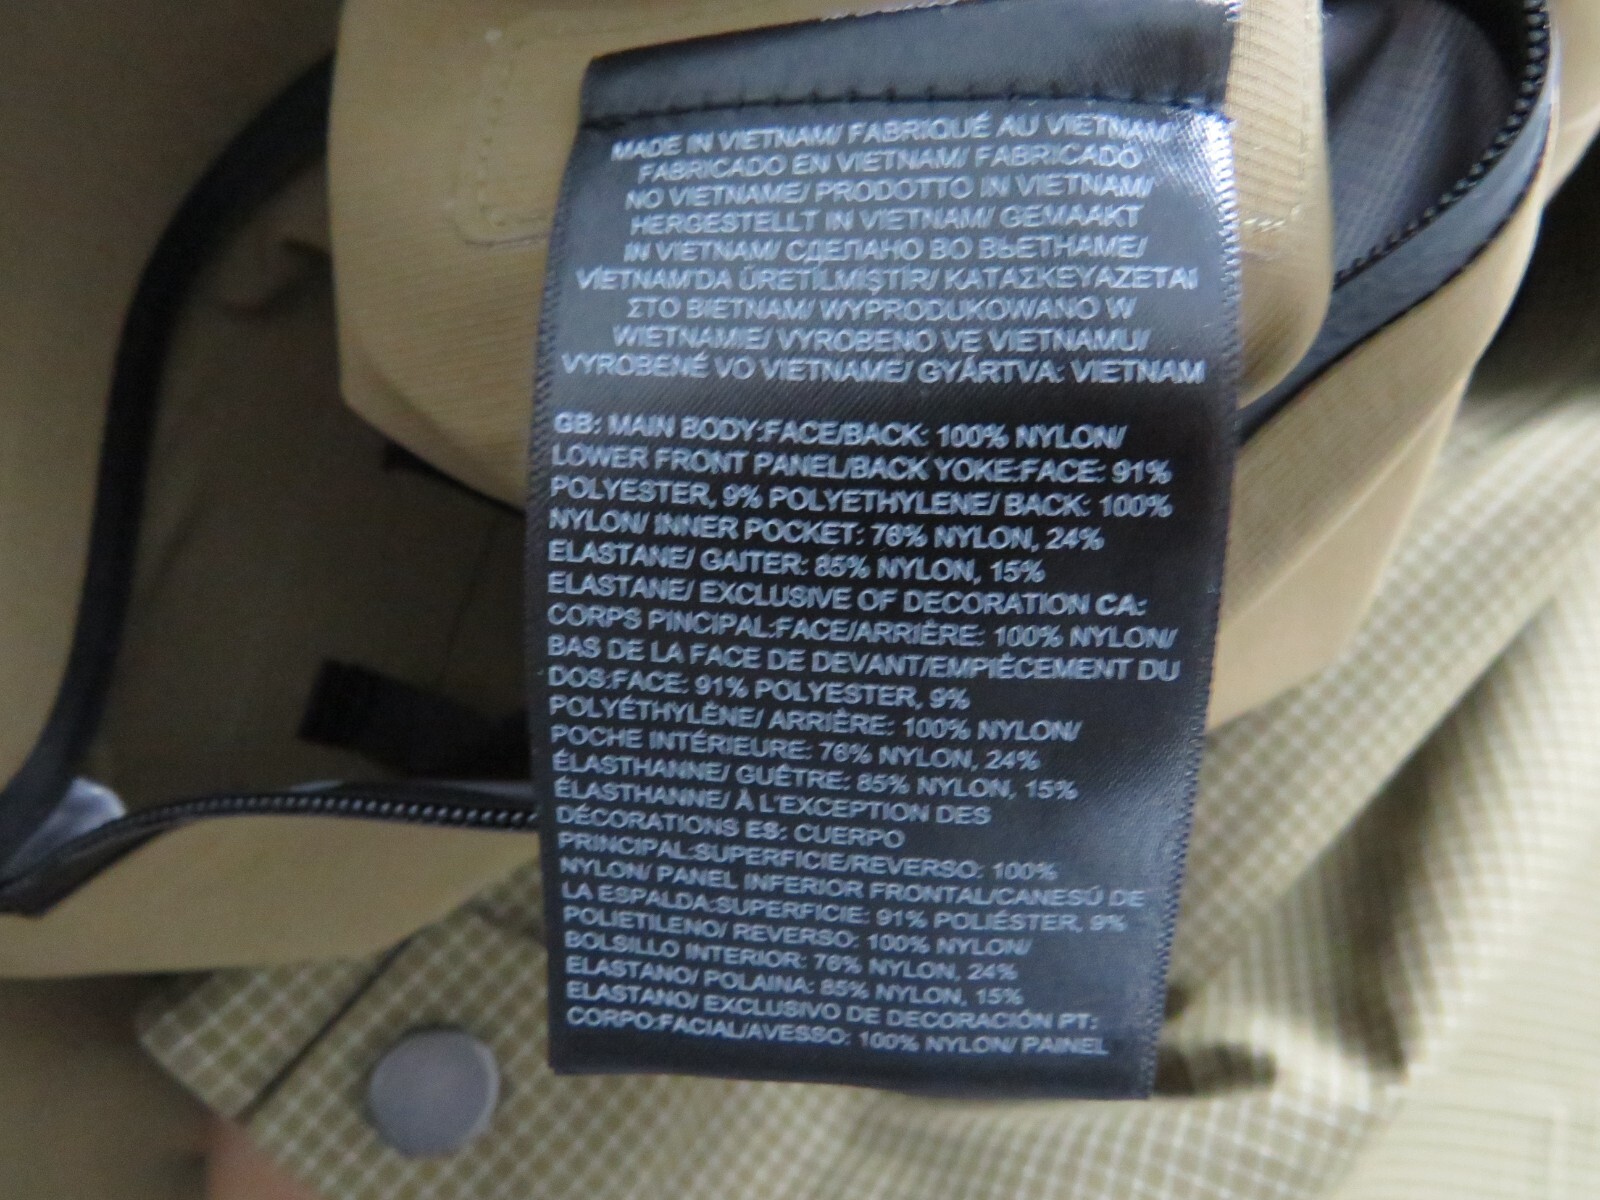 MADE IN VIETNAM/ FABRIQUÉ AU VIETNAM/
FABRICADO EN VIETNAM/ FABRICADO
NO VIETNAME/ PRODOTTO IN VIETNAM/
HERGESTELLT IN VIETNAM/ GEMAAKT
IN VIETNAM/ СДЕЛАНО ВО ВЬЕТНАМЕ/
VİETNAM'DA ÜRETİLMİŞTİR/ ΚΑΤΑΣΚΕΥΑΖΕΤΑΙ
ΣΤΟ ΒΙΕΤΝΑΜ/ WYPRODUKOWANO W
WIETNAMIE/ VYROBENO VE VIETNAMU/
VYROBENÉ VO VIETNAME/ GYÁRTVA: VIETNAM
GB: MAIN BODY:FACE/BACK: 100% NYLON/
LOWER FRONT PANEL/BACK YOKE:FACE: 91%
POLYESTER, 9% POLYETHYLENE/ BACK: 100%
NYLON/ INNER POCKET: 76% NYLON, 24%
ELASTANE/ GAITER: 85% NYLON, 15%
ELASTANE/ EXCLUSIVE OF DECORATION CA:
CORPS PINCIPAL:FACE/ARRIÈRE: 100% NYLON/
BAS DE LA FACE DE DEVANT/EMPIÈCEMENT DU
DOS:FACE: 91% POLYESTER, 9%
POLYÉTHYLÈNE/ ARRIÈRE: 100% NYLON/
POCHE INTÉRIEURE: 76% NYLON, 24%
ÉLASTHANNE/ GUÊTRE: 85% NYLON, 15%
ÉLASTHANNE/ À L'EXCEPTION DES
DÉCORATIONS ES: CUERPO
PRINCIPAL:SUPERFICIE/REVERSO: 100%
NYLON/ PANEL INFERIOR FRONTAL/CANESÚ DE
LA ESPALDA:SUPERFICIE: 91% POLIÉSTER, 9%
POLIETILENO/ REVERSO: 100% NYLON/
BOLSILLO INTERIOR: 76% NYLON, 24%
ELASTANO/ POLAINA: 85% NYLON, 15%
ELASTANO/ EXCLUSIVO DE DECORACIÓN PT:
CORPO:FACIAL/AVESSO: 100% NYLON/ PAINEL